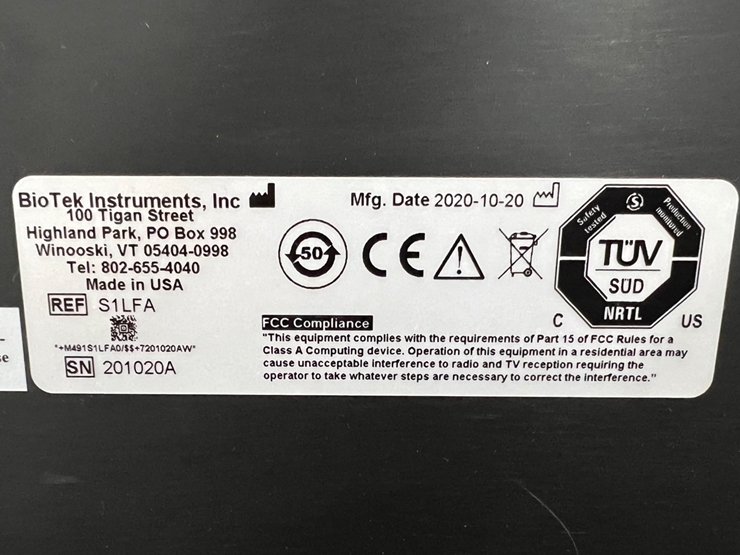 BioTek Instruments, Inc
100 Tigan Street
Highland Park, PO Box 998
Winooski, VT 05404-0998
Tel: 802-655-4040
Made in USA
REF S1LFA
"+M491S1LFA0/$$+7201020AW"
SN 201020A
Mfg. Date 2020-10-20
50
CE
Safety
tested
S
Production
monitored
TÜV
SÜD
NRTL
C US
FCC Compliance
"This equipment complies with the requirements of Part 15 of FCC Rules for a
Class A Computing device. Operation of this equipment in a residential area may
cause unacceptable interference to radio and TV reception requiring the
operator to take whatever steps are necessary to correct the interference."